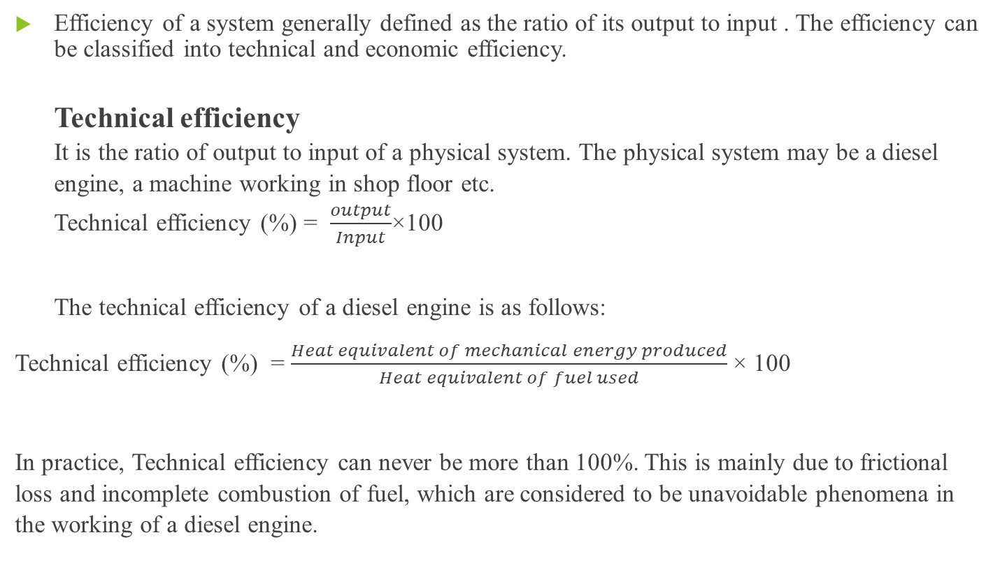 Efficiency of a system generally defined as the ratio of its output to input . The efficiency can
be classified into technical and economic efficiency.
Technical efficiency
It is the ratio of output to input of a physical system. The physical system may be a diesel
engine, a machine working in shop floor etc.
Technical efficiency (%) = output/Input ×100
The technical efficiency of a diesel engine is as follows:
Technical efficiency (%) = Heat equivalent of mechanical energy produced/Heat equivalent of fuel used × 100
In practice, Technical efficiency can never be more than 100%. This is mainly due to frictional
loss and incomplete combustion of fuel, which are considered to be unavoidable phenomena in
the working of a diesel engine.